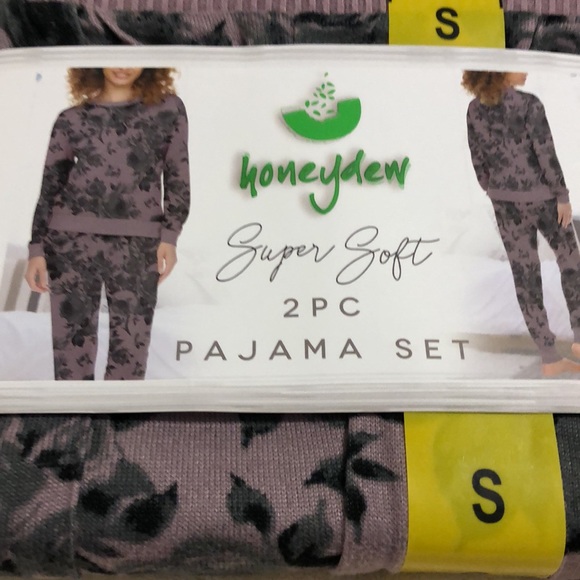 S
honeydew
Super Soft
2PC
PAJAMA SET
S